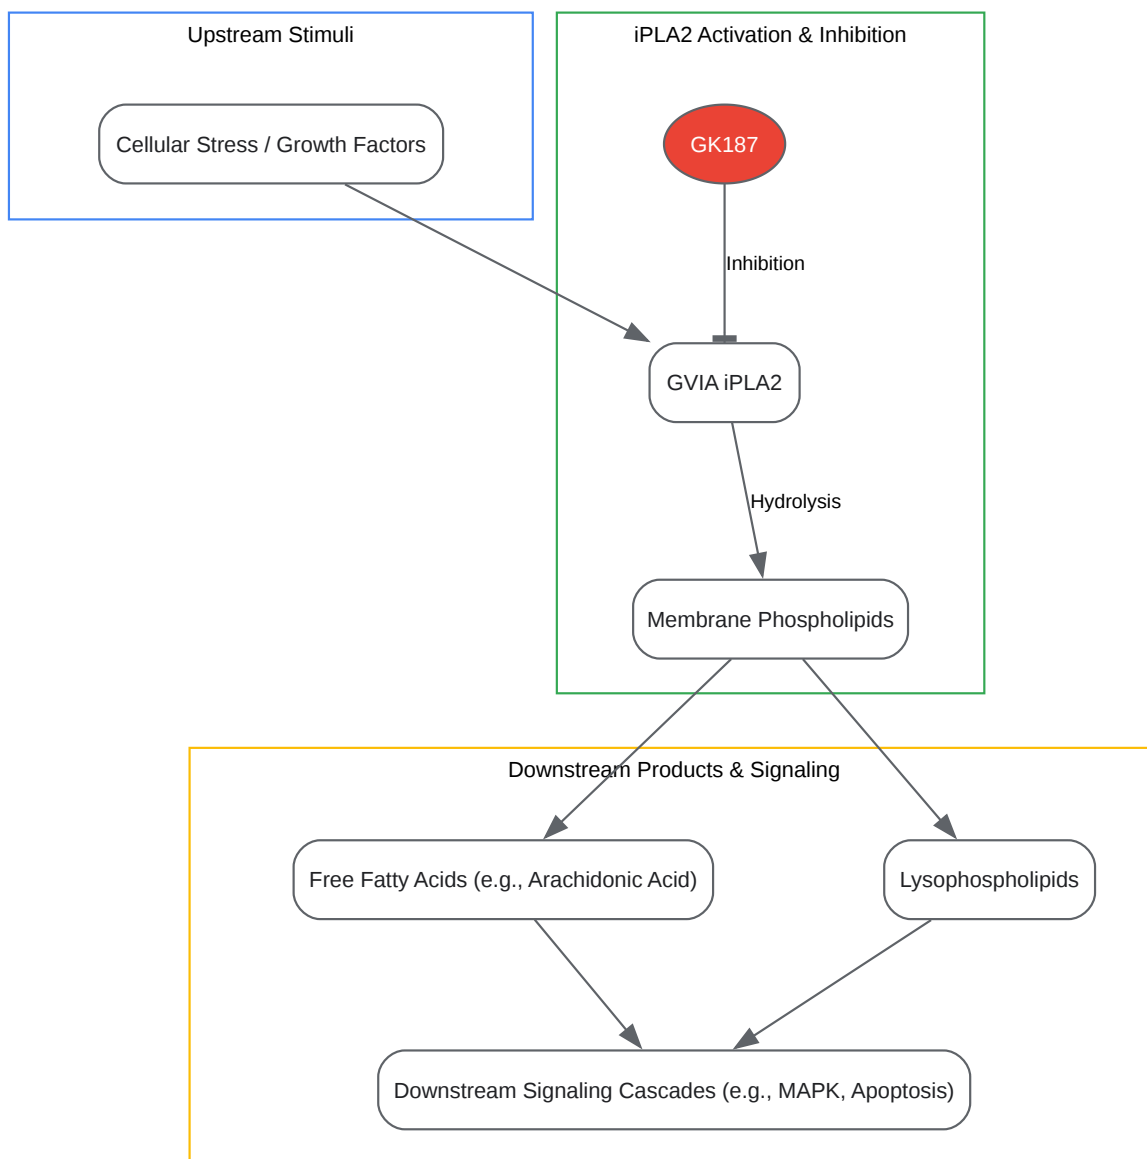 Upstream Stimuli
iPLA2 Activation & Inhibition
Cellular Stress / Growth Factors
GK187
Inhibition
GVIA iPLA2
Hydrolysis
Membrane Phospholipids
Downstream Products & Signaling
Free Fatty Acids (e.g., Arachidonic Acid)
Lysophospholipids
Downstream Signaling Cascades (e.g., MAPK, Apoptosis)